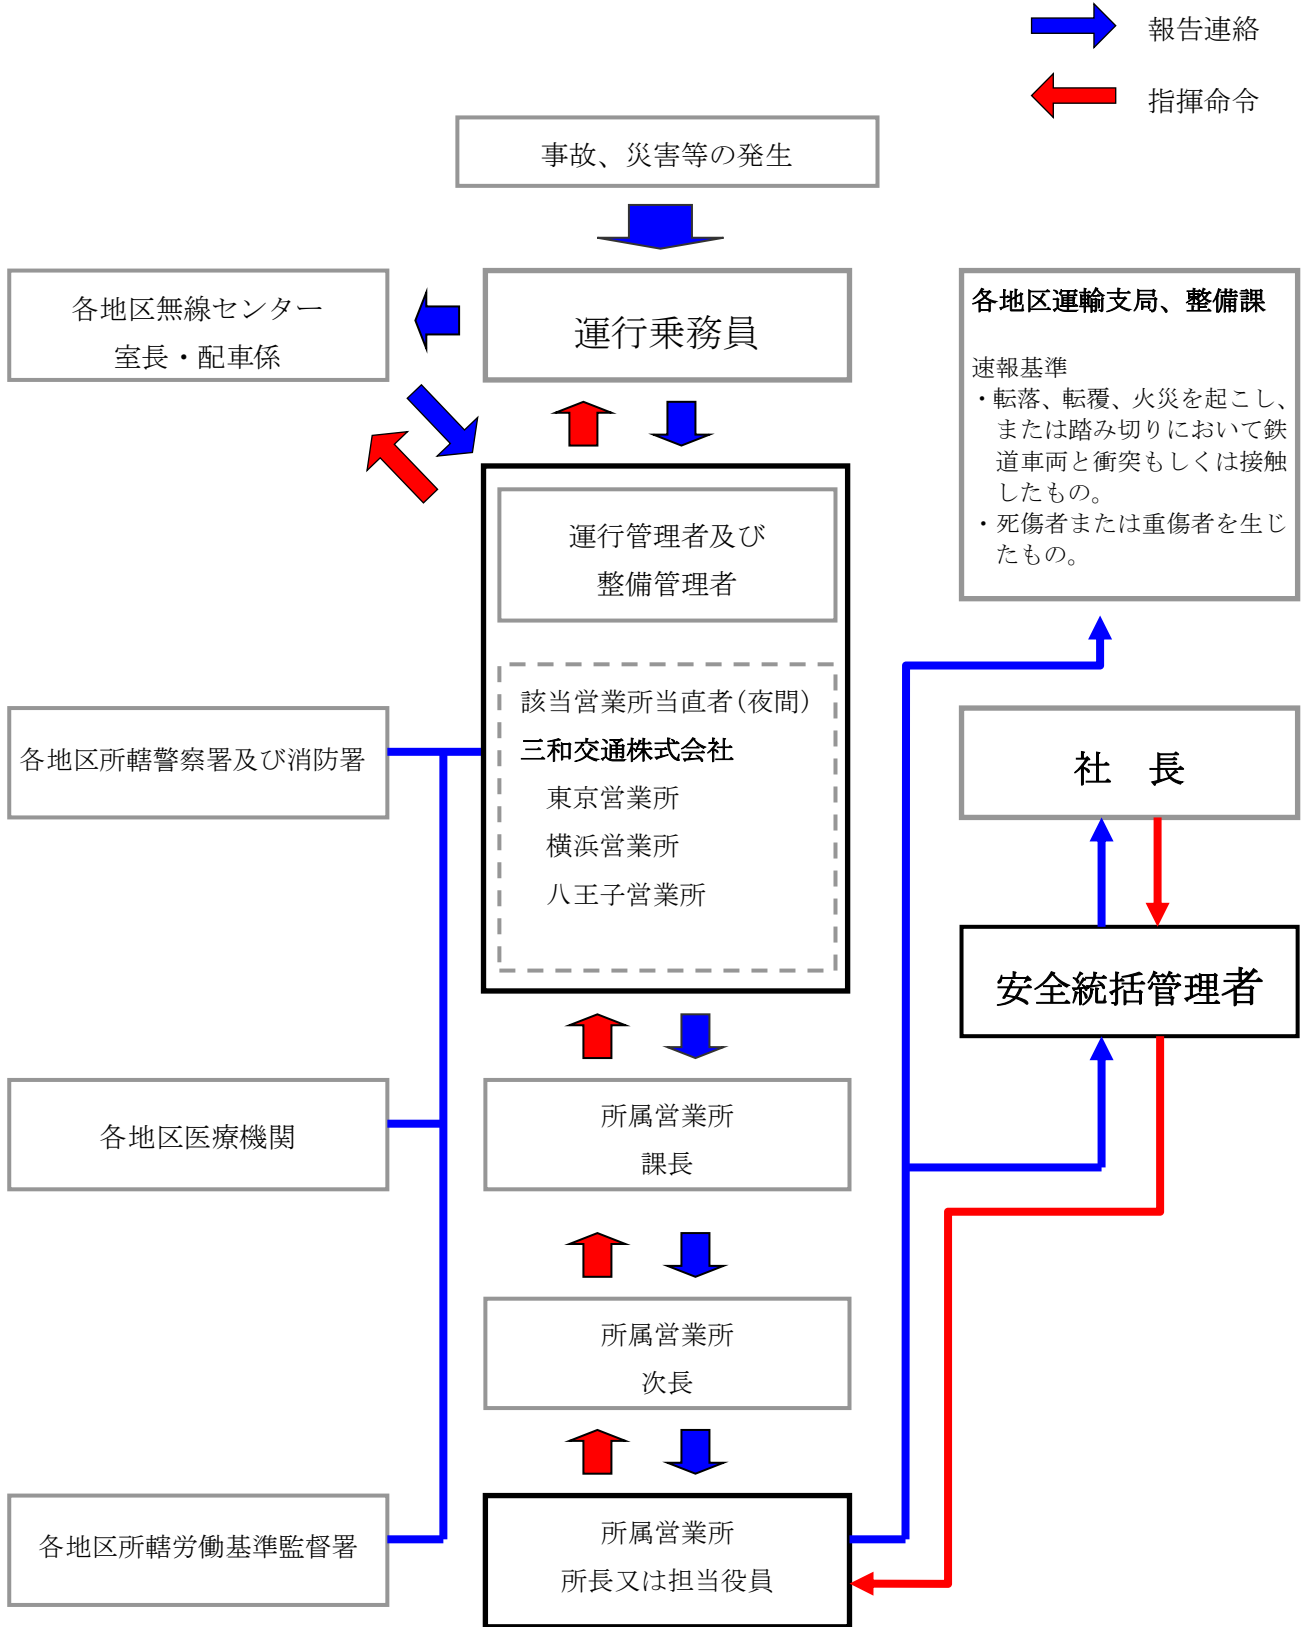 報告連絡
指揮命令
事故、災害等の発生
各地区無線センター
室長・配車係
運行乗務員
各地区運輸支局、整備課
速報基準
・転落、転覆、火災を起こし、
または踏み切りにおいて鉄
道車両と衝突もしくは接触
したもの。
・死傷者または重傷者を生じ
たもの。
運行管理者及び
整備管理者
該当営業所当直者(夜間)
三和交通株式会社
東京営業所
横浜営業所
八王子営業所
各地区所轄警察署及び消防署
社　長
安全統括管理者
各地区医療機関
所属営業所
課長
所属営業所
次長
各地区所轄労働基準監督署
所属営業所
所長又は担当役員